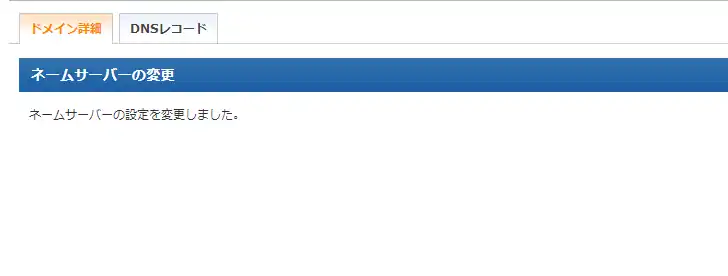 ドメイン詳細
DNSレコード
ネームサーバーの変更
ネームサーバーの設定を変更しました。